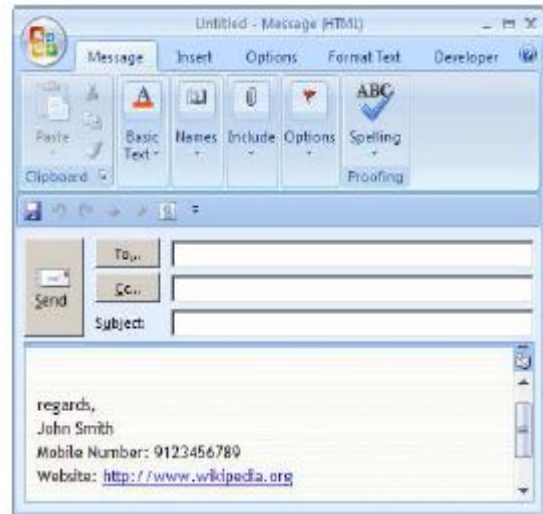 Untitled - Message (HTML)
Message Insert Options Format Text Developer
Paste Basic Text Names Include Options ABC Spelling
Clipboard Proofing
Send
To...
Cc...
Subject:
regards,
John Smith
Mobile Number: 9123456789
Website: http://www.wikipedia.org